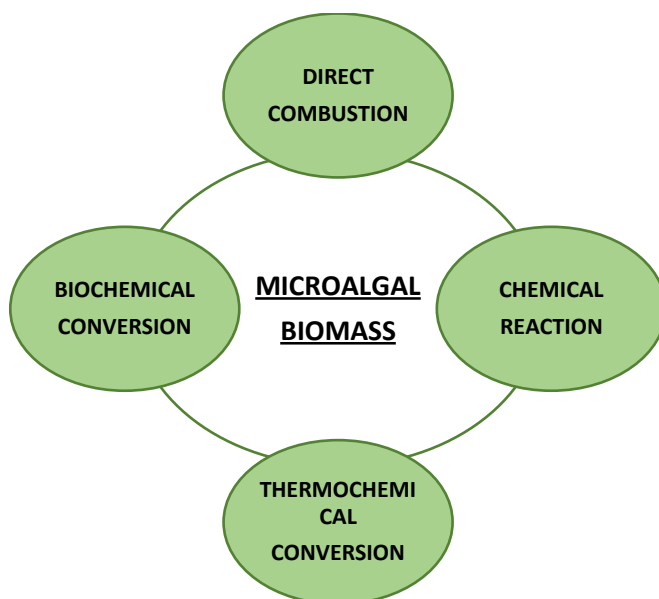 DIRECT
COMBUSTION
BIOCHEMICAL
CONVERSION
MICROALGAL
BIOMASS
CHEMICAL
REACTION
THERMOCHEMI
CAL
CONVERSION